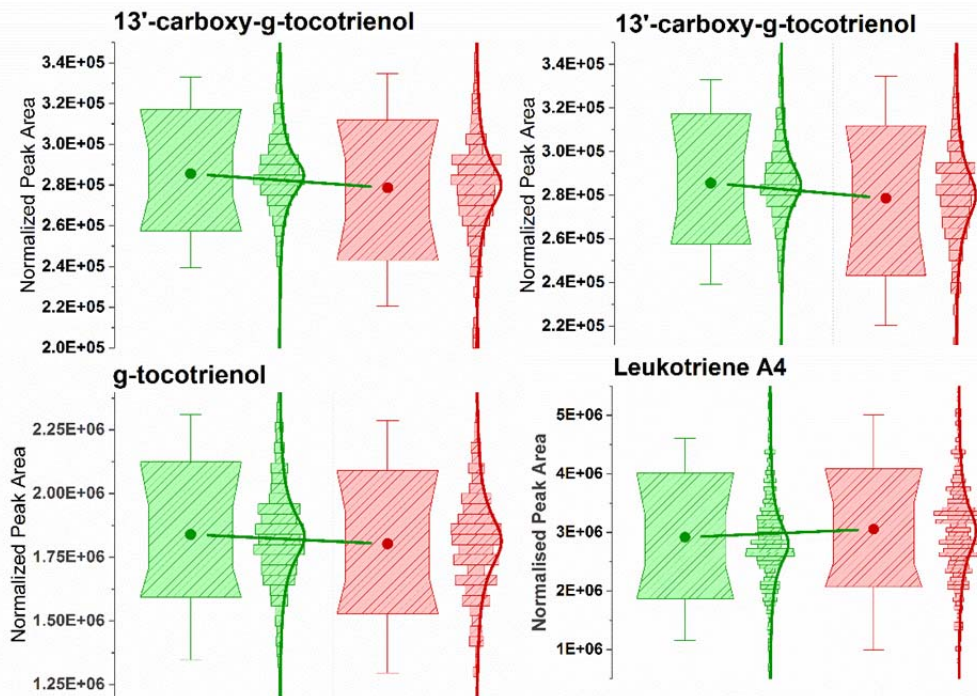 13'-carboxy-g-tocotrienol
Normalized Peak Area
3.4E+05
3.2E+05
3.0E+05
2.8E+05
2.6E+05
2.4E+05
2.2E+05
2.0E+05
13'-carboxy-g-tocotrienol
Normalized Peak Area
3.4E+05
3.2E+05
3.0E+05
2.8E+05
2.6E+05
2.4E+05
2.2E+05
g-tocotrienol
Normalized Peak Area
2.25E+06
2.00E+06
1.75E+06
1.50E+06
1.25E+06
Leukotriene A4
Normalised Peak Area
5E+06
4E+06
3E+06
2E+06
1E+06